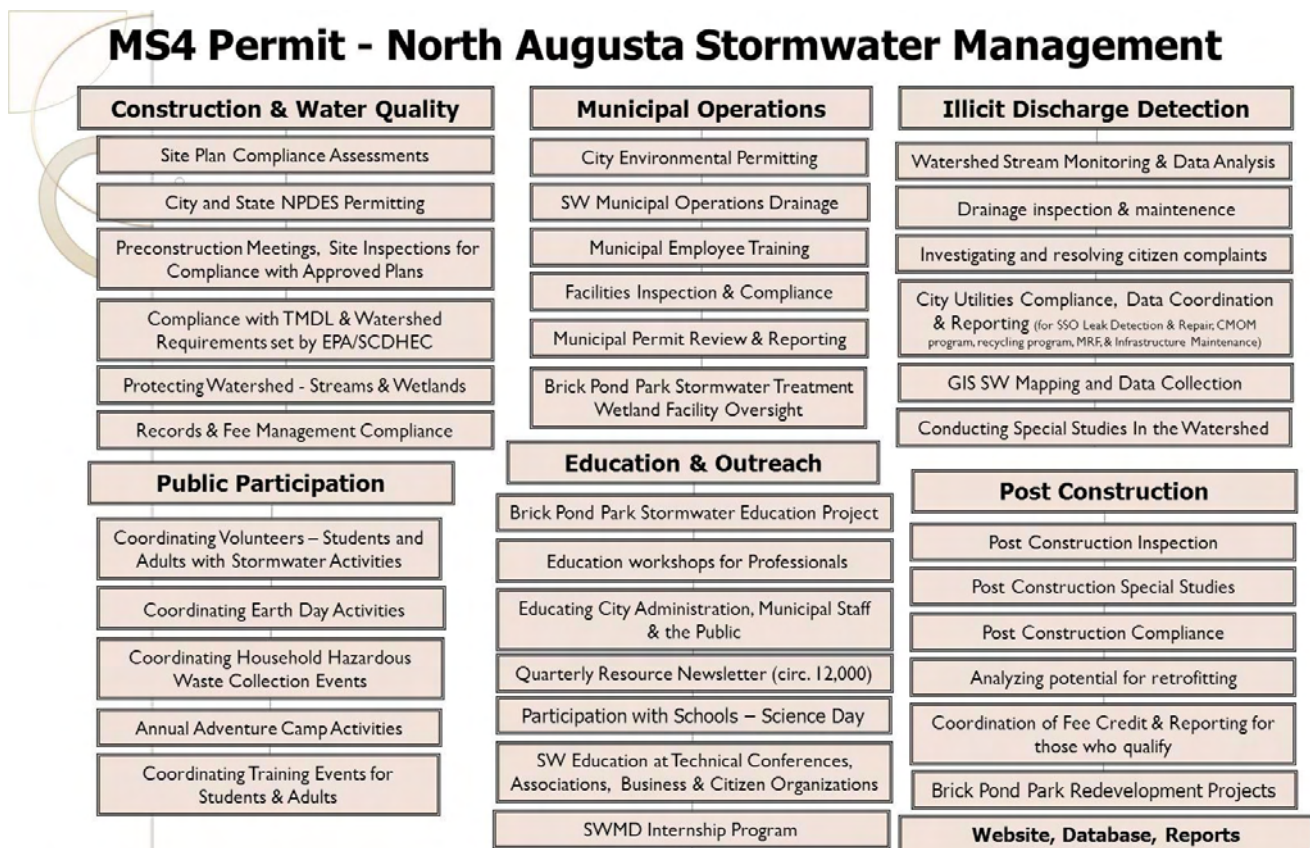 MS4 Permit - North Augusta Stormwater Management
Construction & Water Quality
Site Plan Compliance Assessments
City and State NPDES Permitting
Preconstruction Meetings, Site Inspections for
Compliance with Approved Plans
Compliance with TMDL & Watershed
Requirements set by EPA/SCDHEC
Protecting Watershed - Streams & Wetlands
Records & Fee Management Compliance
Public Participation
Coordinating Volunteers – Students and
Adults with Stormwater Activities
Coordinating Earth Day Activities
Coordinating Household Hazardous
Waste Collection Events
Annual Adventure Camp Activities
Coordinating Training Events for
Students & Adults
Municipal Operations
City Environmental Permitting
SW Municipal Operations Drainage
Municipal Employee Training
Facilities Inspection & Compliance
Municipal Permit Review & Reporting
Brick Pond Park Stormwater Treatment
Wetland Facility Oversight
Education & Outreach
Brick Pond Park Stormwater Education Project
Education workshops for Professionals
Educating City Administration, Municipal Staff
& the Public
Quarterly Resource Newsletter (circ. 12,000)
Participation with Schools – Science Day
SW Education at Technical Conferences,
Associations, Business & Citizen Organizations
SWMD Internship Program
Illicit Discharge Detection
Watershed Stream Monitoring & Data Analysis
Drainage inspection & maintenence
Investigating and resolving citizen complaints
City Utilities Compliance, Data Coordination
& Reporting (for SSO Leak Detection & Repair, CMOM
program, recycling program, MRF, & Infrastructure Maintenance)
GIS SW Mapping and Data Collection
Conducting Special Studies In the Watershed
Post Construction
Post Construction Inspection
Post Construction Special Studies
Post Construction Compliance
Analyzing potential for retrofitting
Coordination of Fee Credit & Reporting for
those who qualify
Brick Pond Park Redevelopment Projects
Website, Database, Reports